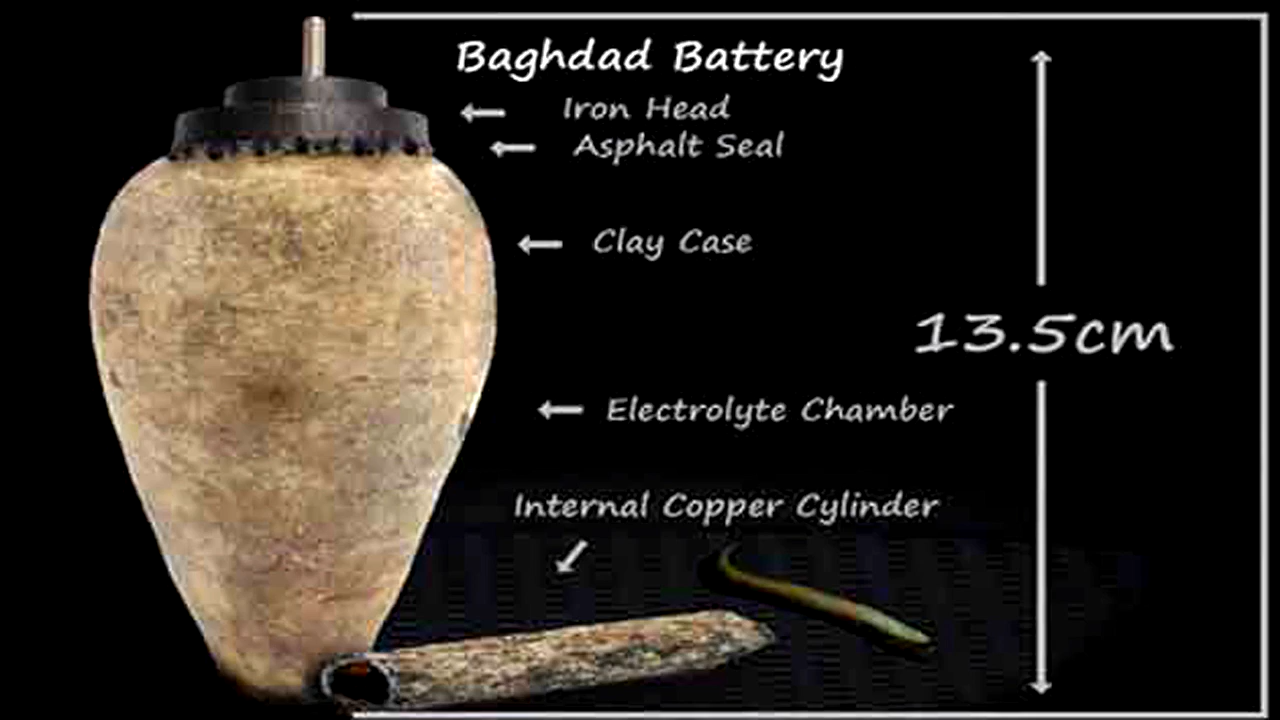 Baghdad Battery
Iron Head
Asphalt Seal
Clay Case
13.5cm
Electrolyte Chamber
Internal Copper Cylinder